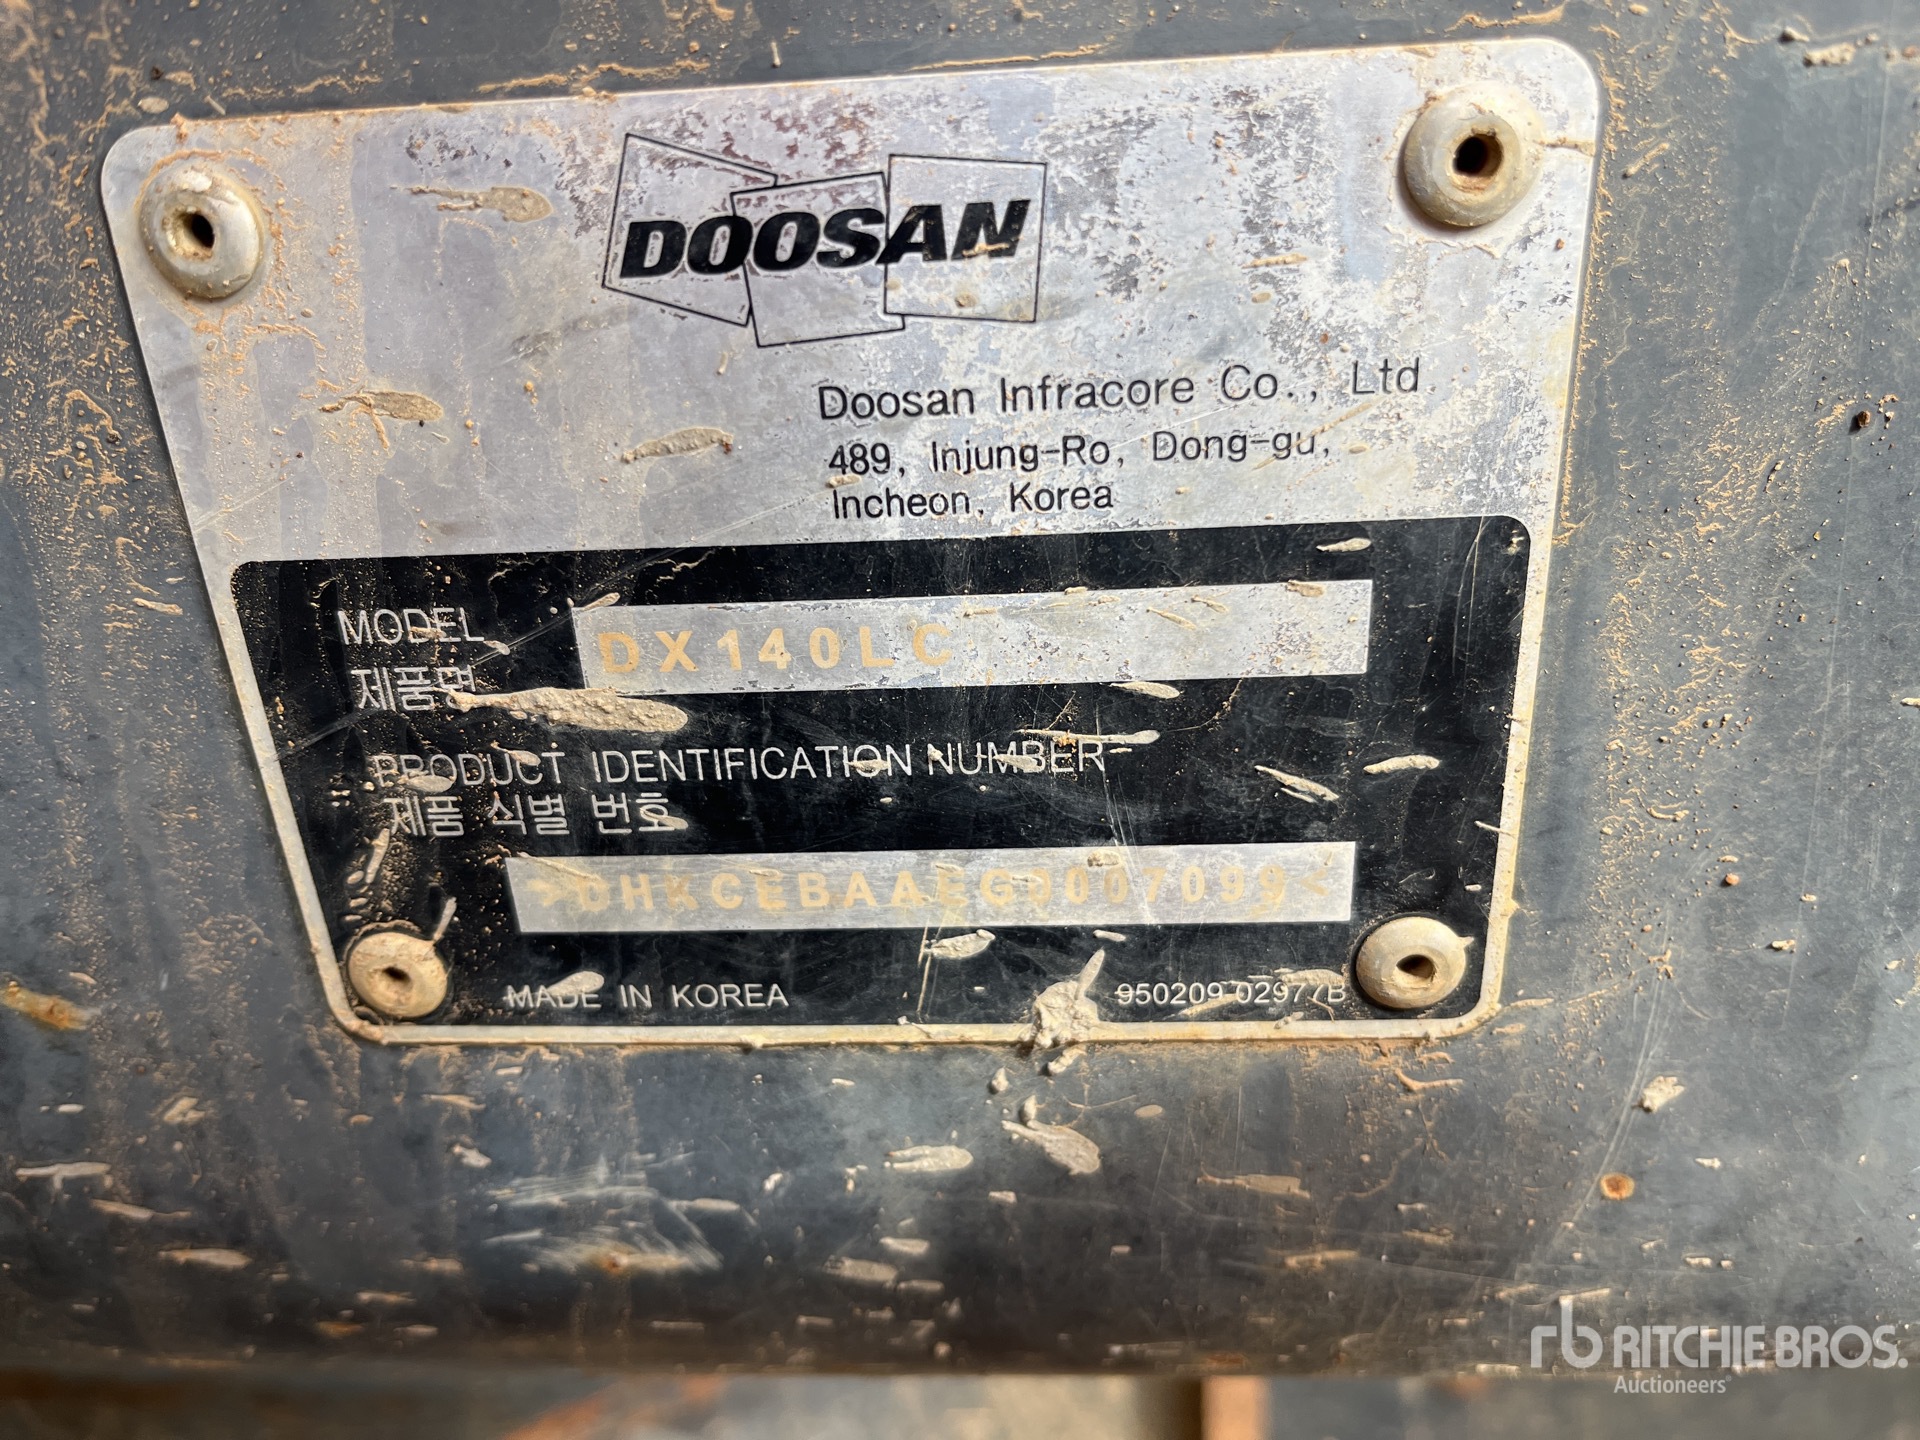 DOOSAN
Doosan Infracore Co., Ltd
489, Injung-Ro, Dong-gu,
Incheon, Korea
MODEL
제품명
DX140LC
PRODUCT IDENTIFICATION NUMBER
제품 식별 번호
>DHKCEBAAEG0007099<
MADE IN KOREA
950209-02977B
rb RITCHIE BROS.
Auctioneers